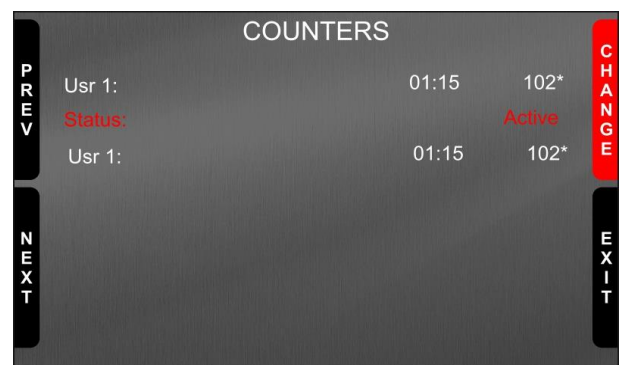 COUNTERS
PREV
CHANGE
Usr 1: 01:15 102*
Status: Active
Usr 1: 01:15 102*
NEXT
EXIT